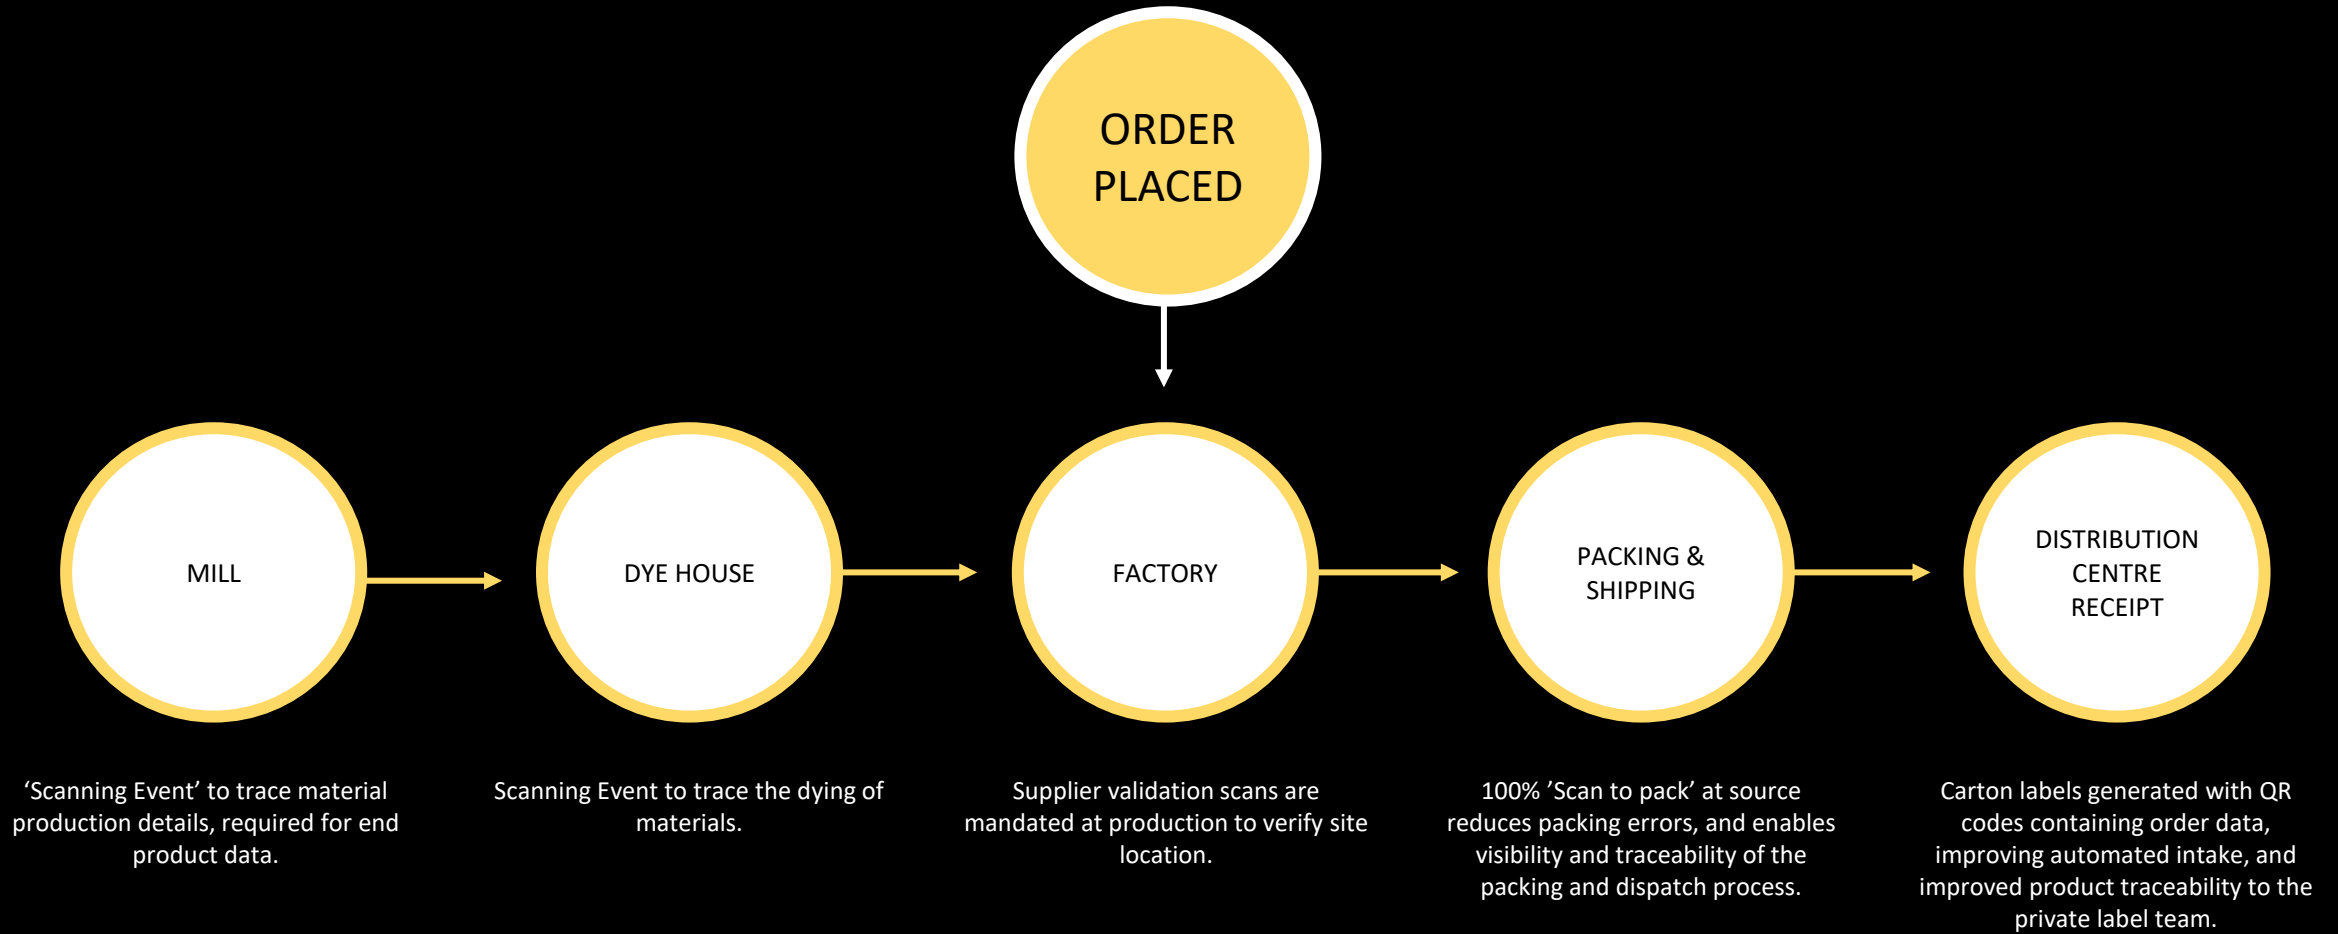 ORDER
PLACED
MILL
DYE HOUSE
FACTORY
PACKING &
SHIPPING
DISTRIBUTION
CENTRE
RECEIPT
‘Scanning Event’ to trace material
production details, required for end
product data.
Scanning Event to trace the dying of
materials.
Supplier validation scans are
mandated at production to verify site
location.
100% ’Scan to pack’ at source
reduces packing errors, and enables
visibility and traceability of the
packing and dispatch process.
Carton labels generated with QR
codes containing order data,
improving automated intake, and
improved product traceability to the
private label team.